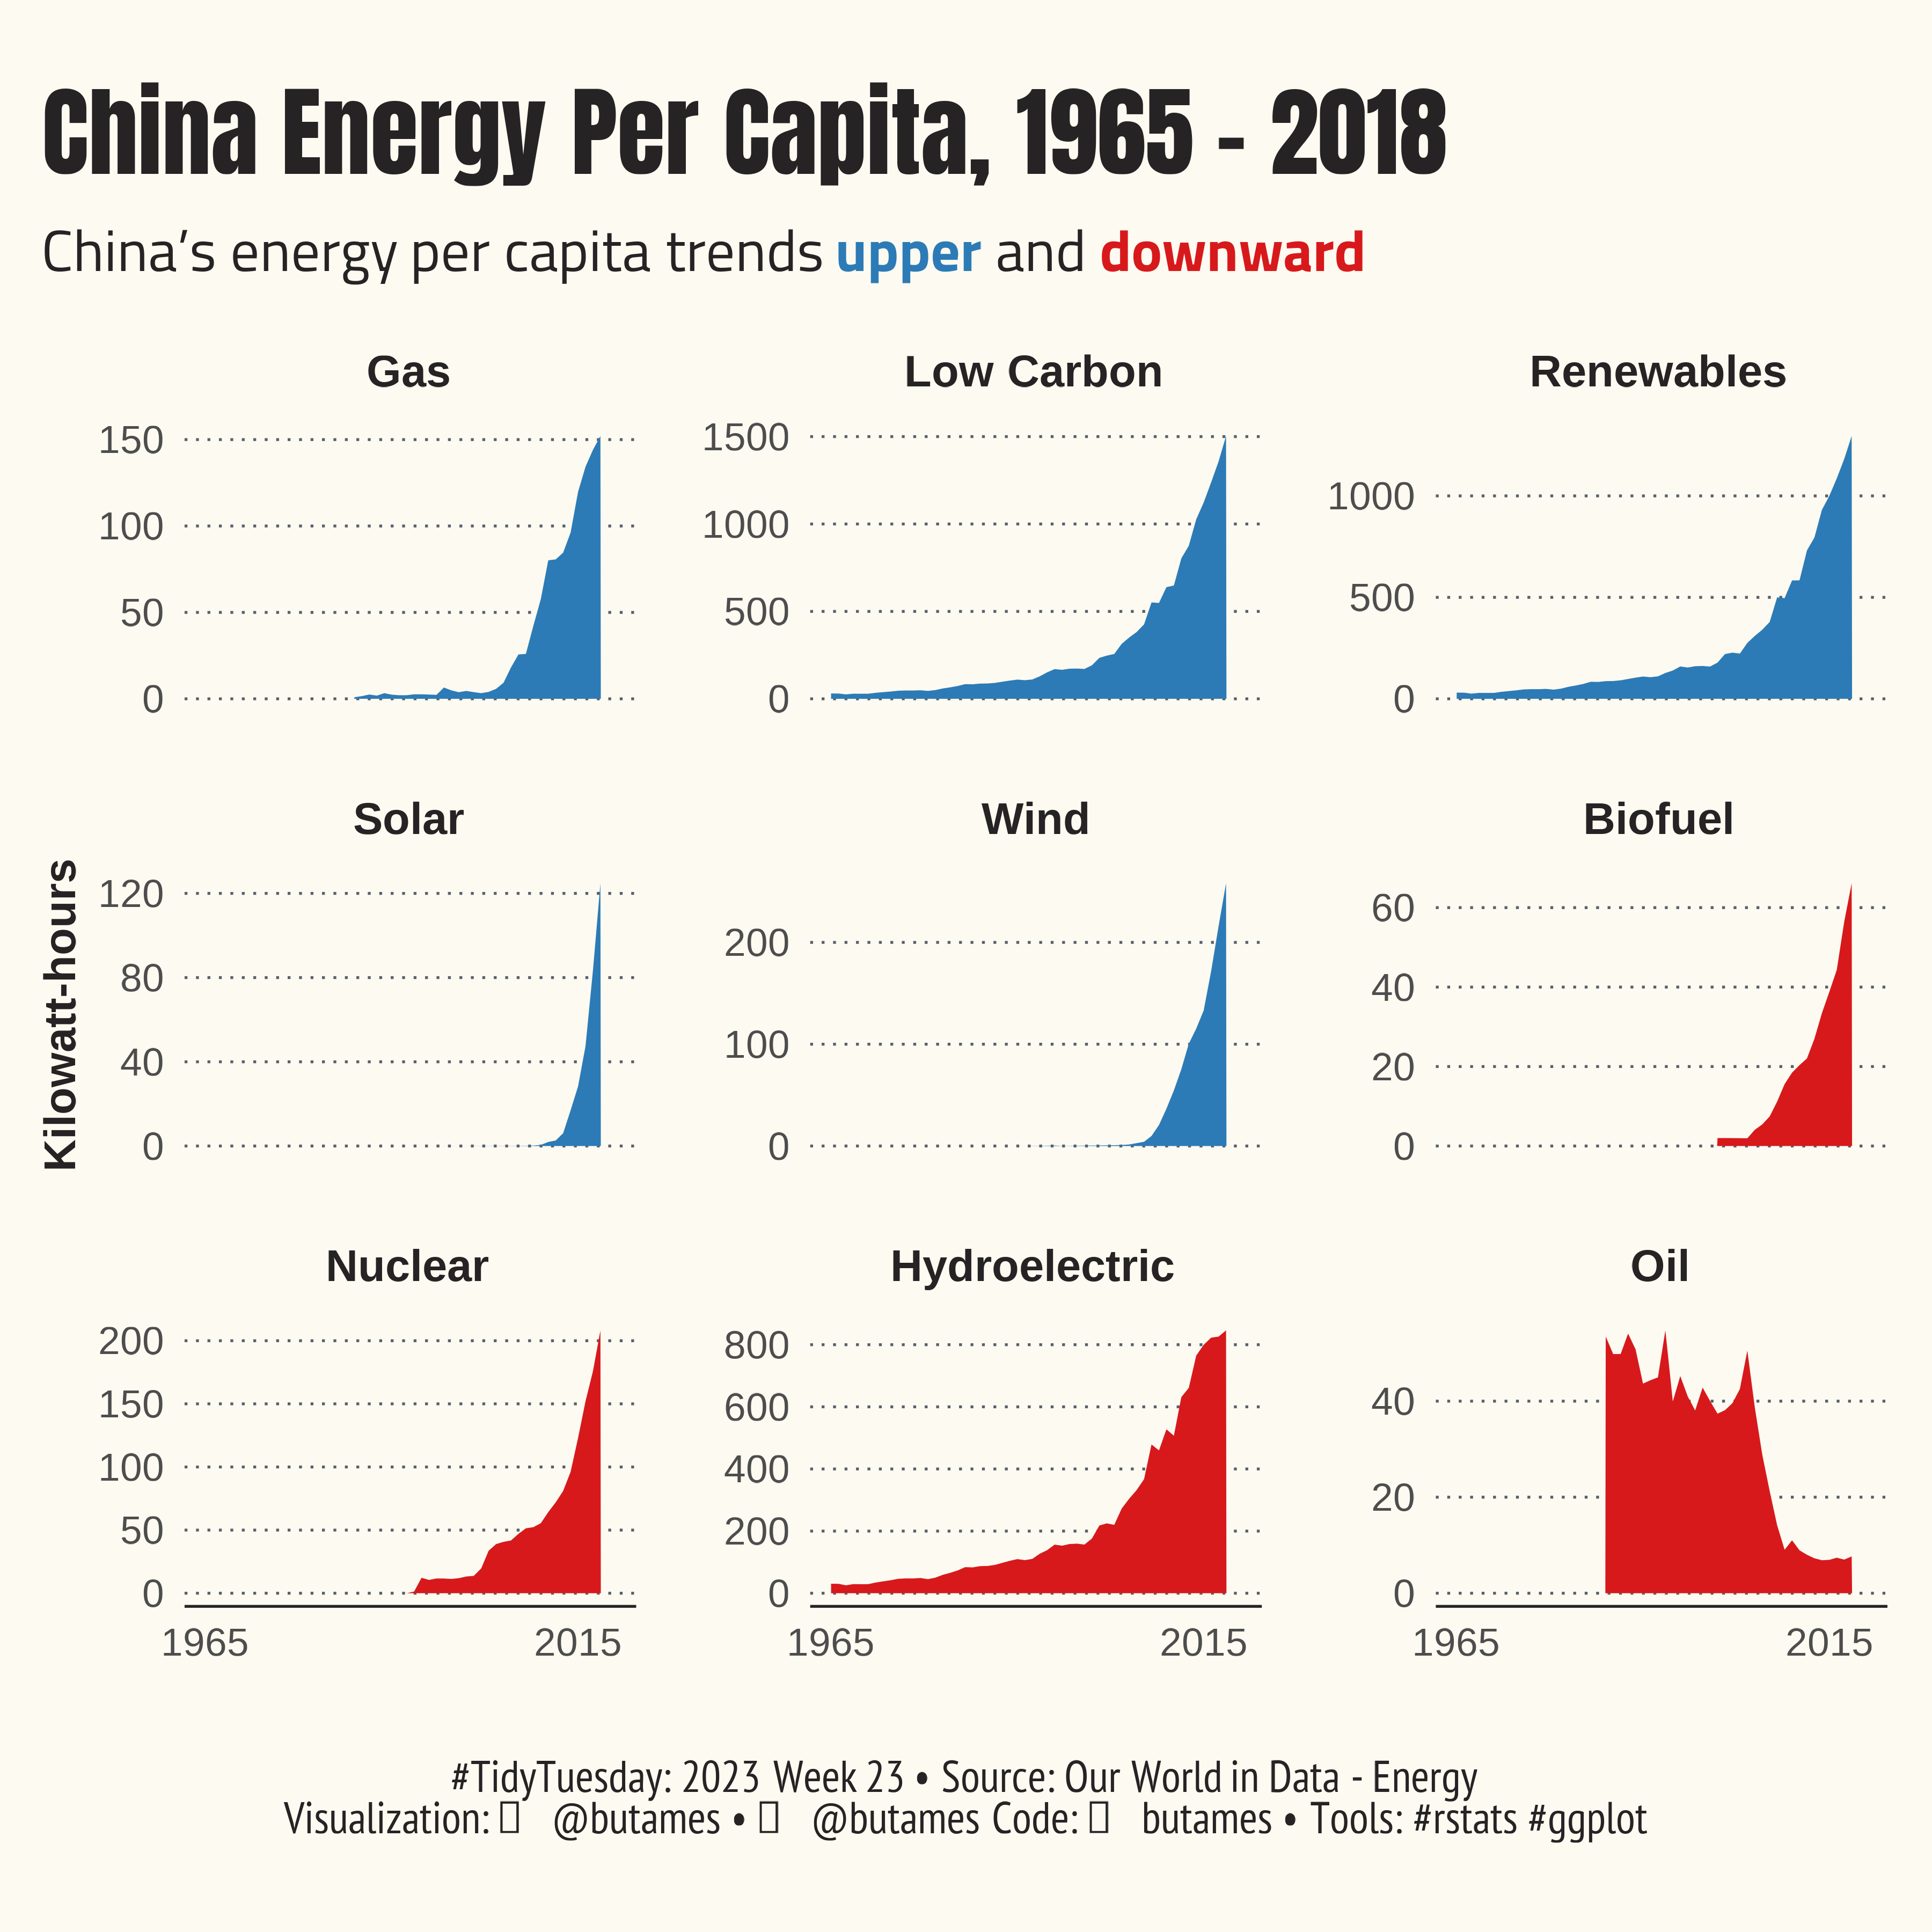 China Energy Per Capita, 1965 - 2018
China's energy per capita trends upper and downward
Kilowatt-hours
Gas
150
100
50
0
Low Carbon
1500
1000
500
0
Renewables
1000
500
0
Solar
120
80
40
0
Wind
200
100
0
Biofuel
60
40
20
0
Nuclear
200
150
100
50
0
1965 2015
Hydroelectric
800
600
400
200
0
1965 2015
Oil
40
20
0
1965 2015
#TidyTuesday: 2023 Week 23 • Source: Our World in Data - Energy
Visualization: @butames • @butames Code: butames • Tools: #rstats #ggplot